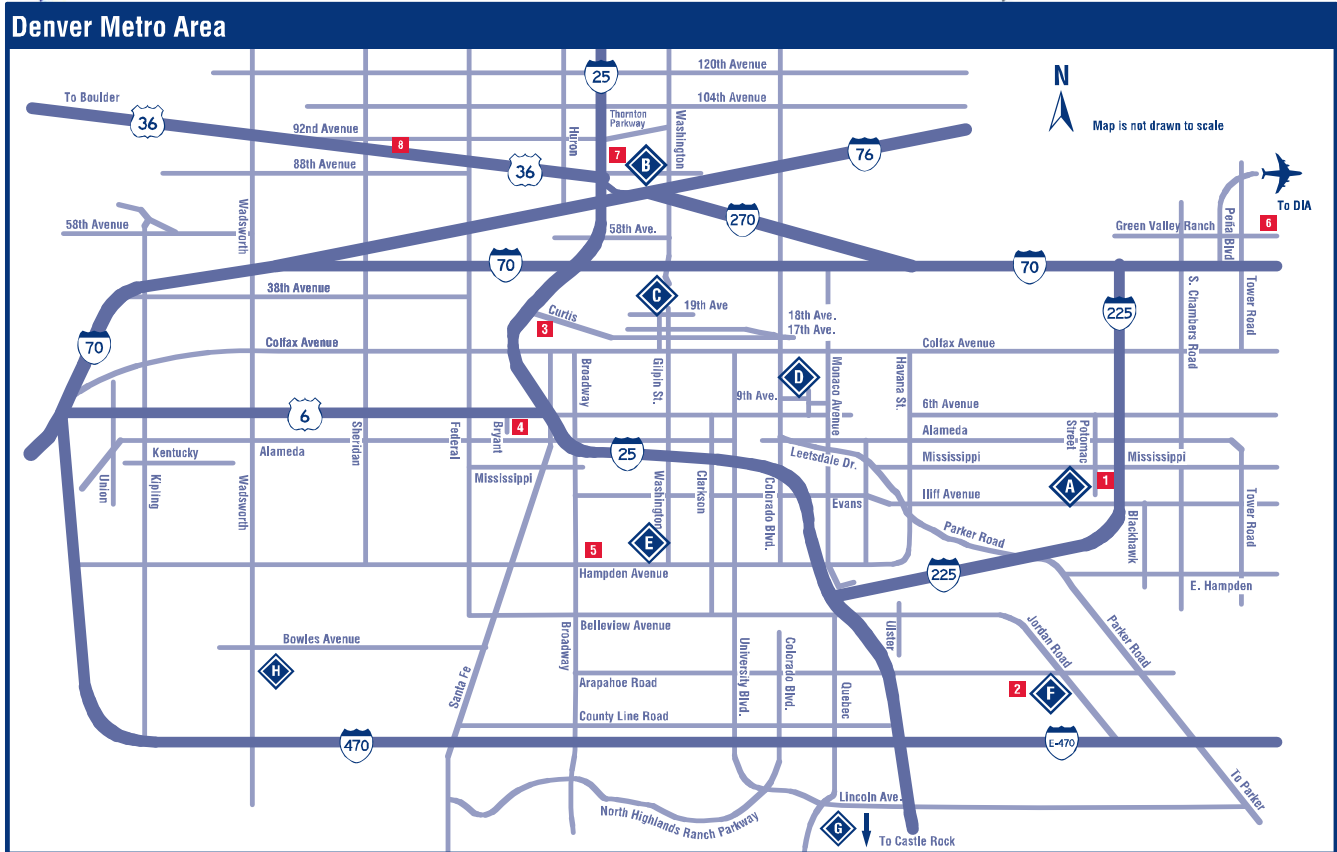 Denver Metro Area
120th Avenue
25
N
To Boulder
104th Avenue
36
Thornton
Parkway
Washington
Map is not drawn to scale
92nd Avenue
Huron
8
7
B
76
88th Avenue
36
To DIA
Wadsworth
270
6
58th Avenue
58th Ave.
Green Valley Ranch
Peña Blvd
70
70
38th Avenue
C
19th Ave
S. Chambers Road
Tower Road
Curtis
18th Ave.
225
3
17th Ave.
70
Colfax Avenue
Colfax Avenue
Broadway
Gilpin St.
D
Monaco Avenue
Havana St.
9th Ave.
6
6th Avenue
Sheridan
Federal
Bryant
4
Alameda
Potomac
Street
Kentucky
Alameda
25
Leetsdale Dr.
Mississippi
Mississippi
Union
Kipling
Wadsworth
Mississippi
Washington
Clarkson
Colorado Blvd.
A
1
Evans
Iliff Avenue
Blackhawk
Tower Road
5
E
Parker Road
Hampden Avenue
225
E. Hampden
Belleview Avenue
Ulster
Jordan Road
Parker Road
Bowles Avenue
Broadway
University Blvd.
Colorado Blvd.
H
Santa Fe
Arapahoe Road
Quebec
2
F
County Line Road
470
E-470
To Parker
Lincoln Ave.
North Highlands Ranch Parkway
G
To Castle Rock